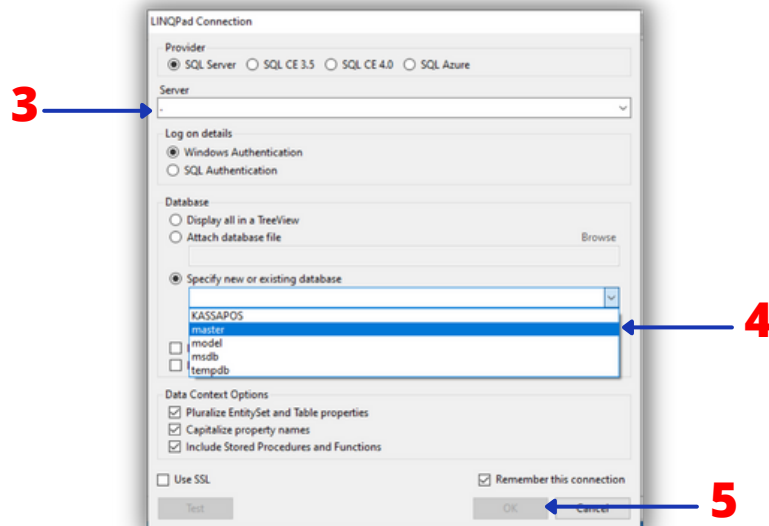 LINQPad Connection
Provider
SQL Server SQL CE 3.5 SQL CE 4.0 SQL Azure
Server
3
.
Log on details
Windows Authentication
SQL Authentication
Database
Display all in a TreeView
Attach database file Browse
Specify new or existing database
KASSAPOS
master
4
model
msdb
tempdb
Data Context Options
Pluralize EntitySet and Table properties
Capitalize property names
Include Stored Procedures and Functions
Use SSL Remember this connection
Test OK Cancel
5